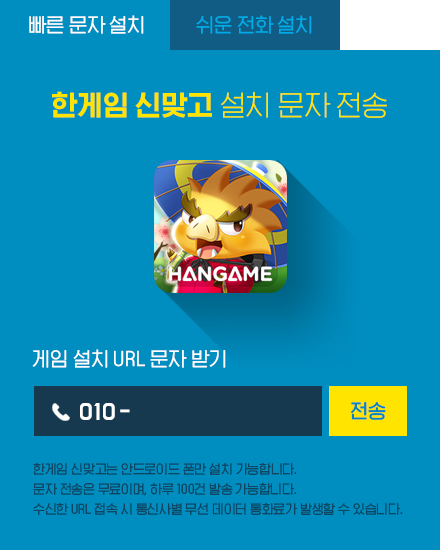 빠른 문자 설치
쉬운 전화 설치
한게임 신맞고 설치 문자 전송
HANGAME
게임 설치 URL 문자 받기
010 -
전송
한게임 신맞고는 안드로이드 폰만 설치 가능합니다.
문자 전송은 무료이며, 하루 100건 발송 가능합니다.
수신한 URL 접속 시 통신사별 무선 데이터 통화료가 발생할 수 있습니다.